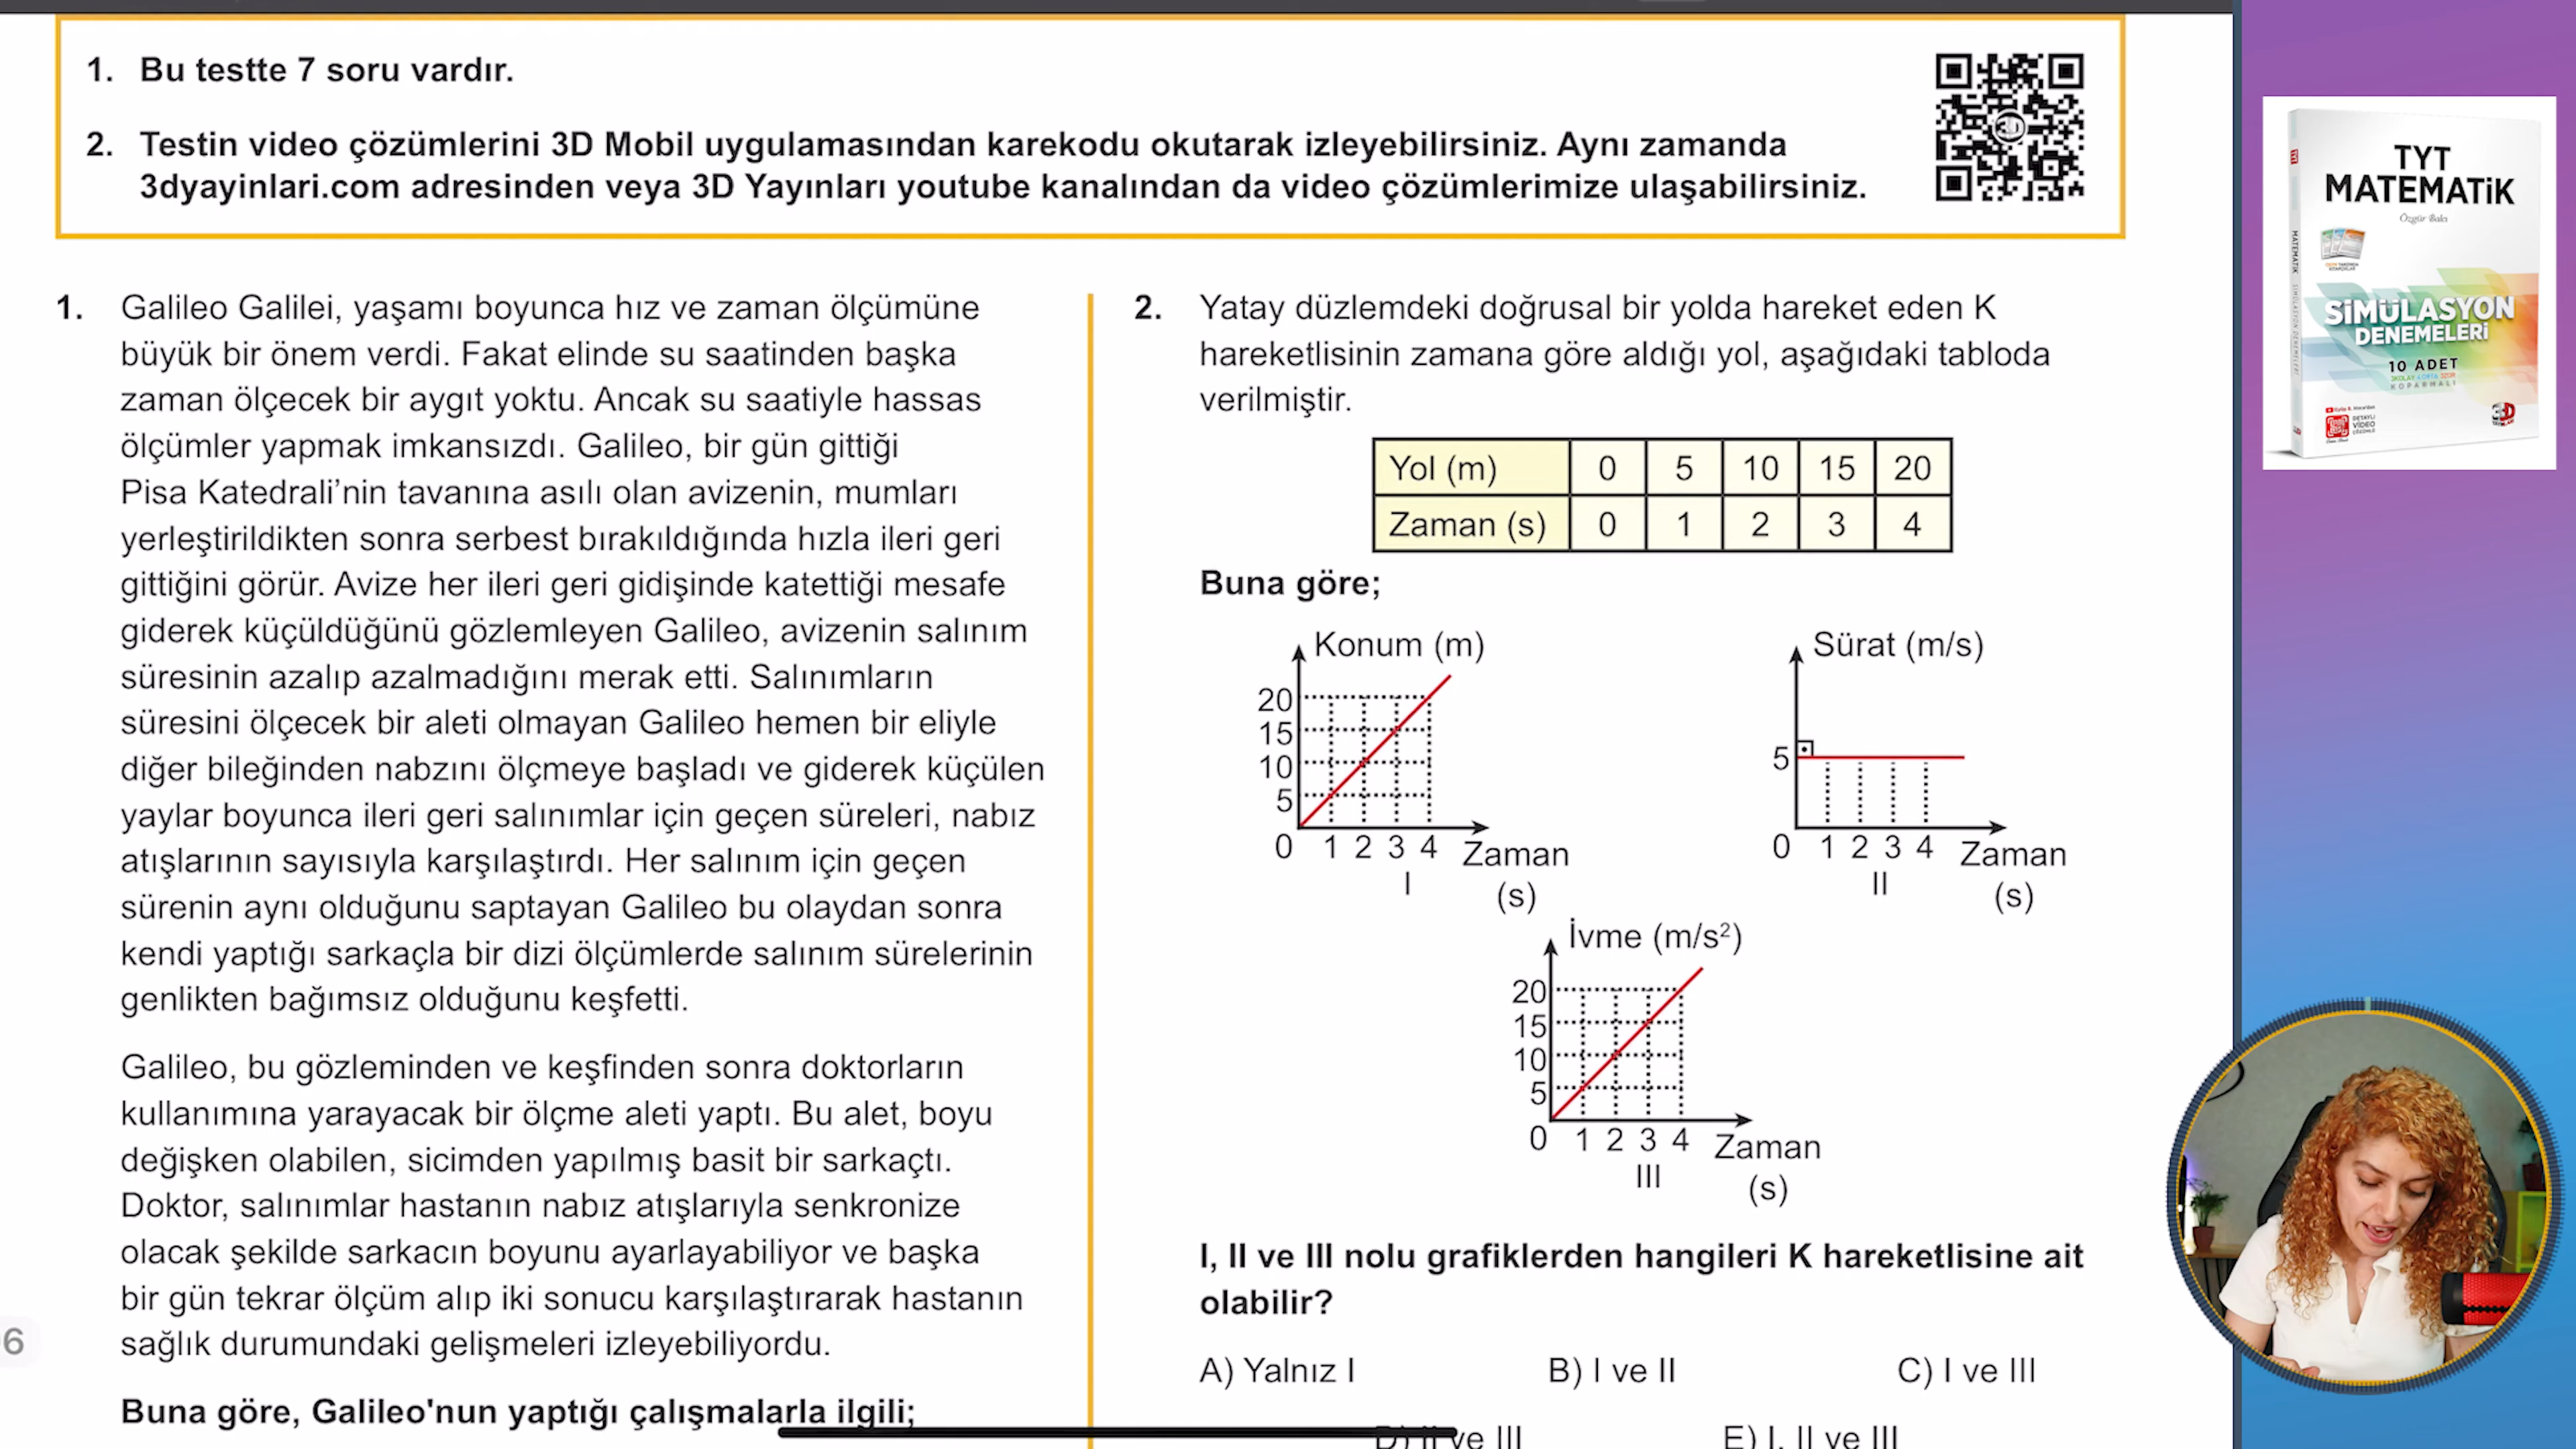 1. Bu testte 7 soru vardır.
2. Testin video çözümlerini 3D Mobil uygulamasından karekodu okutarak izleyebilirsiniz. Aynı zamanda
3dyayinlari.com adresinden veya 3D Yayınları youtube kanalından da video çözümlerimize ulaşabilirsiniz.
1. Galileo Galilei, yaşamı boyunca hız ve zaman ölçümüne
büyük bir önem verdi. Fakat elinde su saatinden başka
zaman ölçecek bir aygıt yoktu. Ancak su saatiyle hassas
ölçümler yapmak imkansızdı. Galileo, bir gün gittiği
Pisa Katedrali’nin tavanına asılı olan avizenin, mumları
yerleştirildikten sonra serbest bırakıldığında hızla ileri geri
gittiğini görür. Avize her ileri geri gidişinde katettiği mesafe
giderek küçüldüğünü gözlemleyen Galileo, avizenin salınım
süresinin azalıp azalmadığını merak etti. Salınımların
süresini ölçecek bir aleti olmayan Galileo hemen bir eliyle
diğer bileğinden nabzını ölçmeye başladı ve giderek küçülen
yaylar boyunca ileri geri salınımlar için geçen süreleri, nabız
atışlarının sayısıyla karşılaştırdı. Her salınım için geçen
sürenin aynı olduğunu saptayan Galileo bu olaydan sonra
kendi yaptığı sarkaçla bir dizi ölçümlerde salınım sürelerinin
genlikten bağımsız olduğunu keşfetti.
Galileo, bu gözleminden ve keşfinden sonra doktorların
kullanımına yarayacak bir ölçme aleti yaptı. Bu alet, boyu
değişken olabilen, sicimden yapılmış basit bir sarkaçtı.
Doktor, salınımlar hastanın nabız atışlarıyla senkronize
olacak şekilde sarkacın boyunu ayarlayabiliyor ve başka
bir gün tekrar ölçüm alıp iki sonucu karşılaştırarak hastanın
sağlık durumundaki gelişmeleri izleyebiliyordu.
Buna göre, Galileo'nun yaptığı çalışmalarla ilgili;
6
2. Yatay düzlemdeki doğrusal bir yolda hareket eden K
hareketlisinin zamana göre aldığı yol, aşağıdaki tabloda
verilmiştir.
Yol (m) 0 5 10 15 20
Zaman (s) 0 1 2 3 4
Buna göre;
Konum (m)
20
15
10
5
0 1 2 3 4 Zaman
(s)
I
Sürat (m/s)
5
0 1 2 3 4 Zaman
(s)
II
İvme (m/s²)
20
15
10
5
0 1 2 3 4 Zaman
(s)
III
I, II ve III nolu grafiklerden hangileri K hareketlisine ait
olabilir?
A) Yalnız I B) I ve II C) I ve III
D) II ve III E) I, II ve III
TYT
MATEMATİK
Özgür Balcı
SİMÜLASYON
DENEMELERİ
10 ADET
KOPARMALI
DETAYLI
VİDEO
ÇÖZÜMLÜ
3D